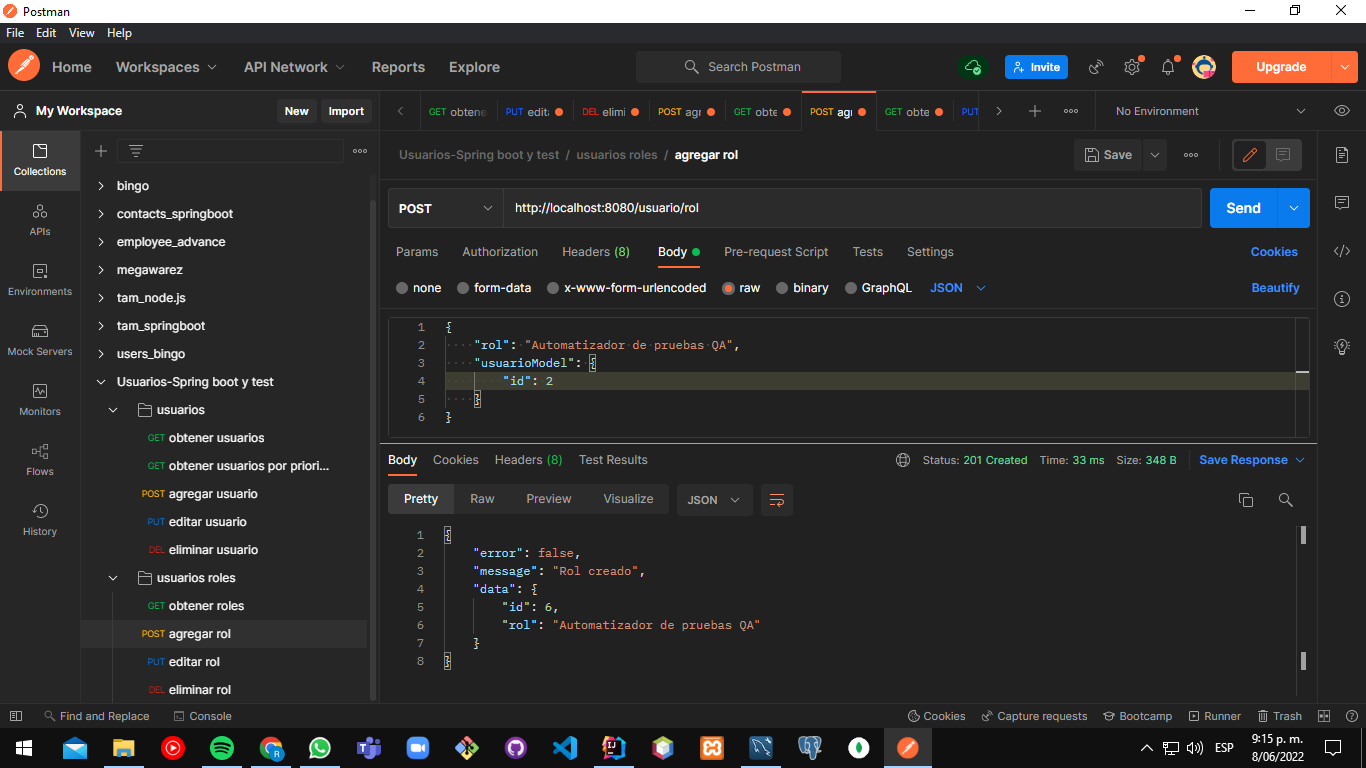 Postman
File Edit View Help
Home Workspaces API Network Reports Explore Search Postman Invite Upgrade
My Workspace New Import
GET obtene PUT edita DEL elimi POST agr GET obte POST agr GET obte PUT No Environment
Collections
APIs
Environments
Mock Servers
Monitors
Flows
History
bingo
contacts_springboot
employee_advance
megawarez
tam_node.js
tam_springboot
users_bingo
Usuarios-Spring boot y test
usuarios
GET obtener usuarios
GET obtener usuarios por priori...
POST agregar usuario
PUT editar usuario
DEL eliminar usuario
usuarios roles
GET obtener roles
POST agregar rol
PUT editar rol
DEL eliminar rol
Usuarios-Spring boot y test / usuarios roles / agregar rol Save
POST http://localhost:8080/usuario/rol Send
Params Authorization Headers (8) Body Pre-request Script Tests Settings Cookies
none form-data x-www-form-urlencoded raw binary GraphQL JSON Beautify
1 {
2 "rol": "Automatizador de pruebas QA",
3 "usuarioModel": {
4 "id": 2
5 }
6 }
Body Cookies Headers (8) Test Results Status: 201 Created Time: 33 ms Size: 348 B Save Response
Pretty Raw Preview Visualize JSON
1 {
2 "error": false,
3 "message": "Rol creado",
4 "data": {
5 "id": 6,
6 "rol": "Automatizador de pruebas QA"
7 }
8 }
Find and Replace Console Cookies Capture requests Bootcamp Runner Trash
ESP 9:15 p. m.
8/06/2022